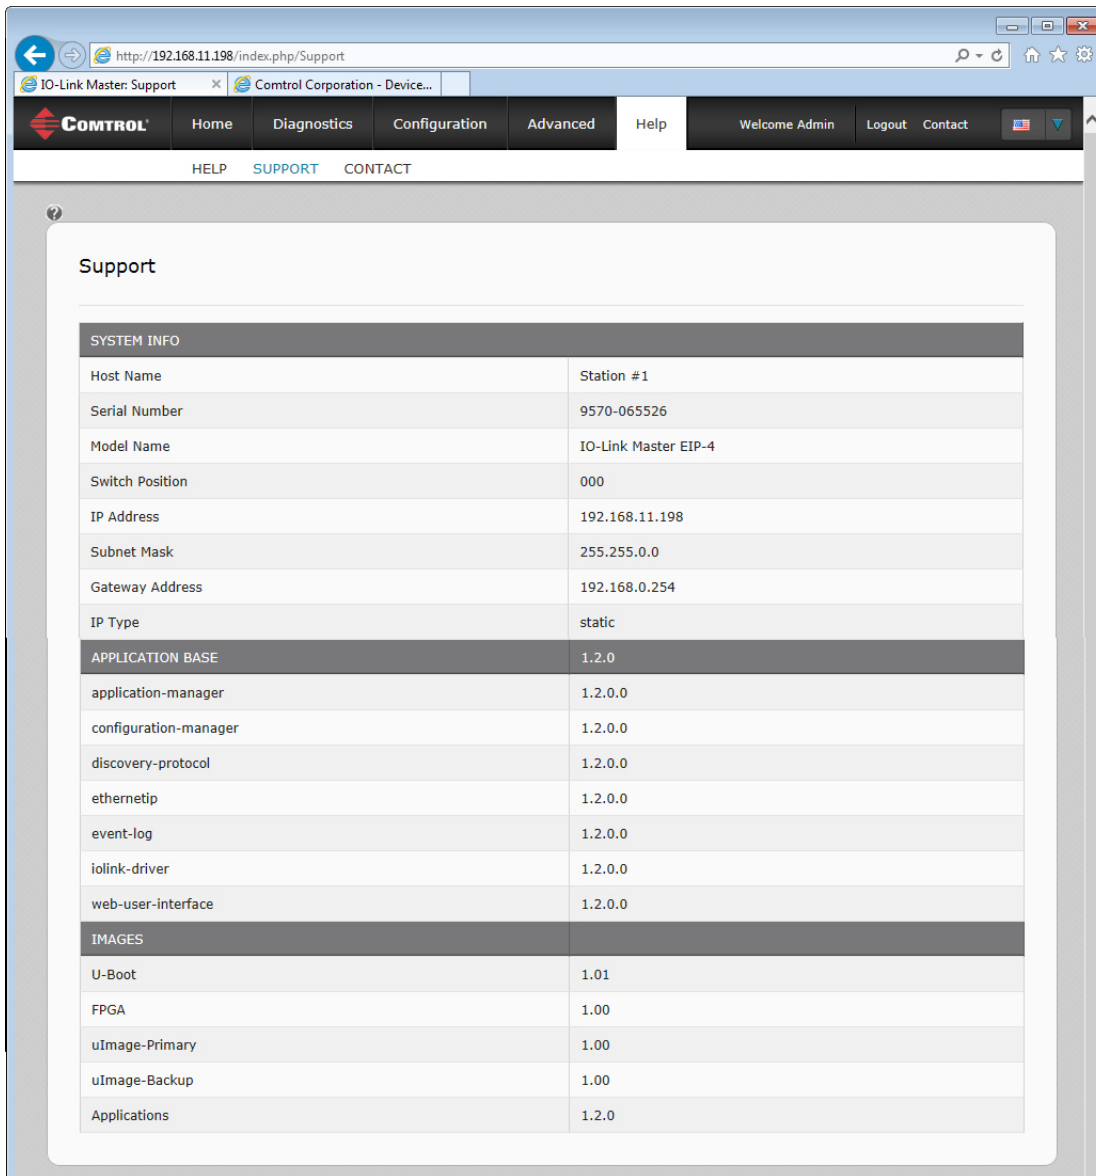 http://192.168.11.198/index.php/Support
IO-Link Master: Support
Comtrol Corporation - Device...
COMTROL Home Diagnostics Configuration Advanced Help Welcome Admin Logout Contact
HELP SUPPORT CONTACT
Support
SYSTEM INFO
Host Name Station #1
Serial Number 9570-065526
Model Name IO-Link Master EIP-4
Switch Position 000
IP Address 192.168.11.198
Subnet Mask 255.255.0.0
Gateway Address 192.168.0.254
IP Type static
APPLICATION BASE 1.2.0
application-manager 1.2.0.0
configuration-manager 1.2.0.0
discovery-protocol 1.2.0.0
ethernetip 1.2.0.0
event-log 1.2.0.0
iolink-driver 1.2.0.0
web-user-interface 1.2.0.0
IMAGES
U-Boot 1.01
FPGA 1.00
uImage-Primary 1.00
uImage-Backup 1.00
Applications 1.2.0